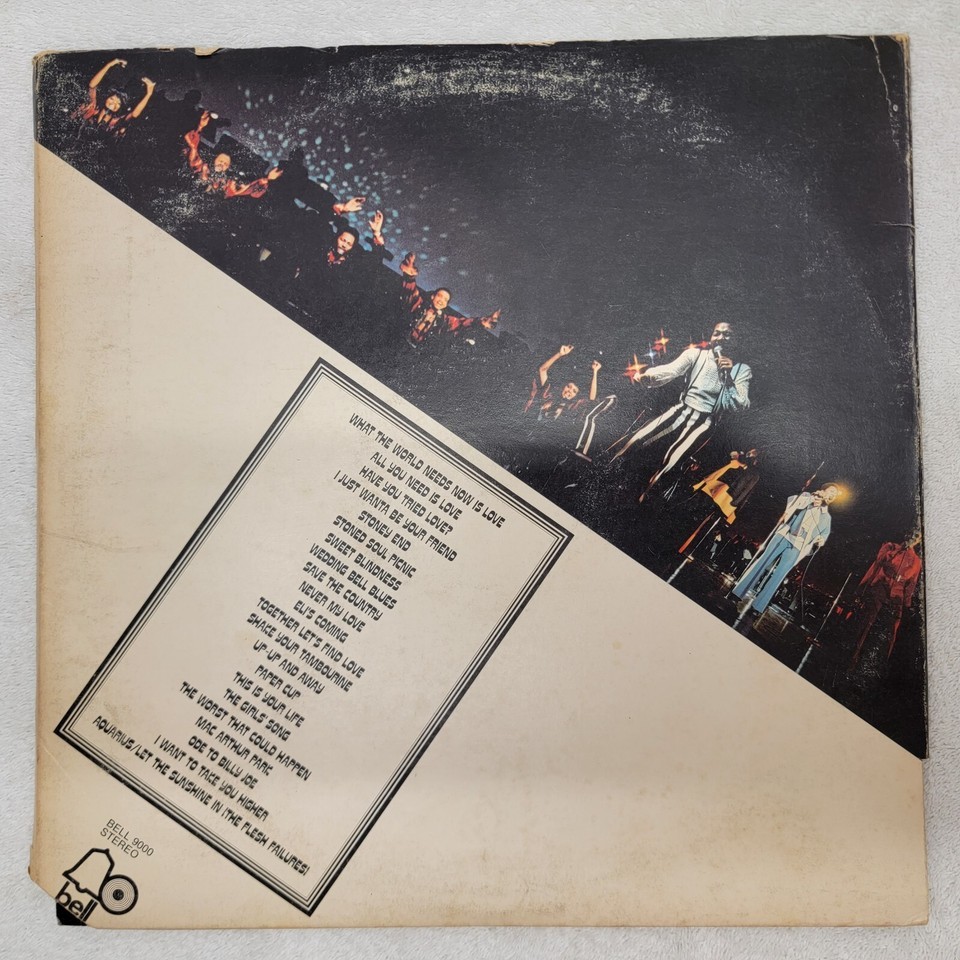 WHAT THE WORLD NEEDS NOW IS LOVE
ALL YOU NEED IS LOVE
HAVE YOU TRIED LOVE?
I JUST WANTA BE YOUR FRIEND
STONEY END
STONED SOUL PICNIC
SWEET BLINDNESS
WEDDING BELL BLUES
SAVE THE COUNTRY
NEVER MY LOVE
ELI'S COMING
TOGETHER LET'S FIND LOVE
SHAKE YOUR TAMBOURINE
UP-UP AND AWAY
PAPER CUP
THIS IS YOUR LIFE
THE GIRLS' SONG
THE WORST THAT COULD HAPPEN
MAC ARTHUR PARK
ODE TO BILLY JOE
I WANT TO TAKE YOU HIGHER
AQUARIUS/LET THE SUNSHINE IN (THE FLESH FAILURES)
BELL 9000
STEREO
bell